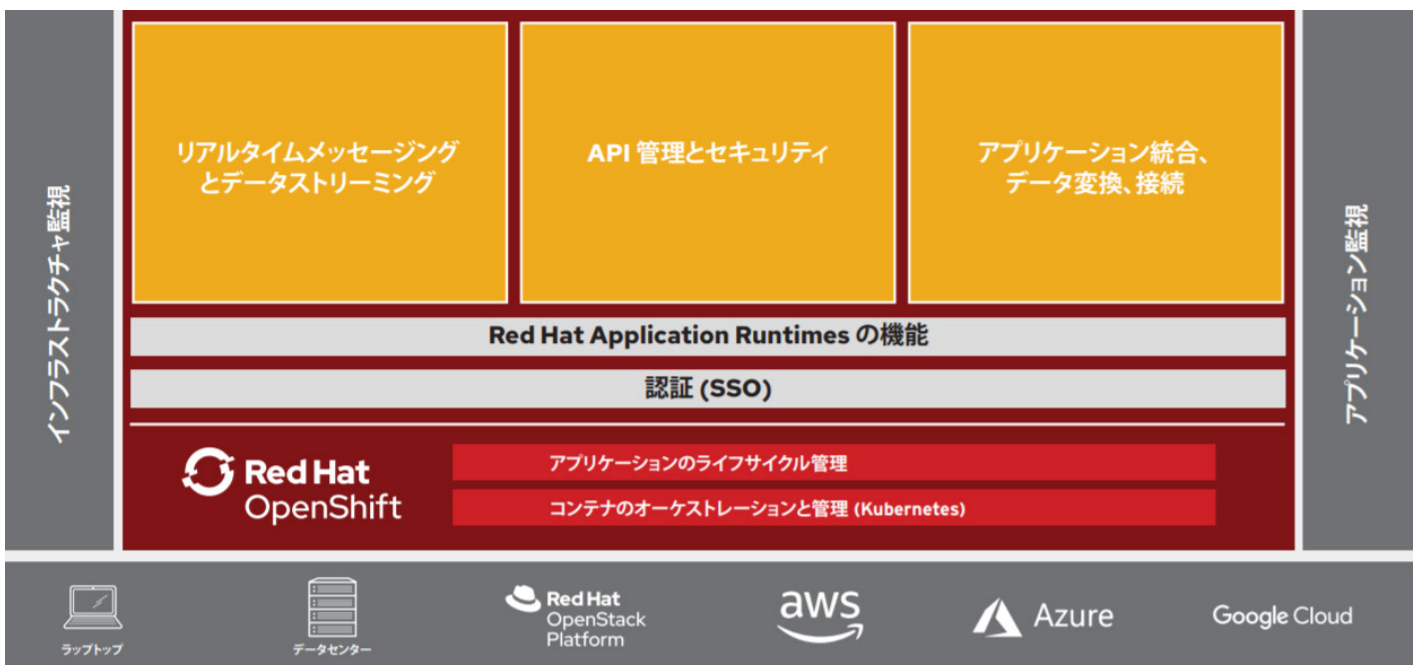 リアルタイムメッセージング
とデータストリーミング
API 管理とセキュリティ
アプリケーション統合、
データ変換、接続
インフラストラクチャ監視
アプリケーション監視
Red Hat Application Runtimes の機能
認証 (SSO)
Red Hat
OpenShift
アプリケーションのライフサイクル管理
コンテナのオーケストレーションと管理 (Kubernetes)
ラップトップ
データセンター
Red Hat
OpenStack
Platform
aws
Azure
Google Cloud